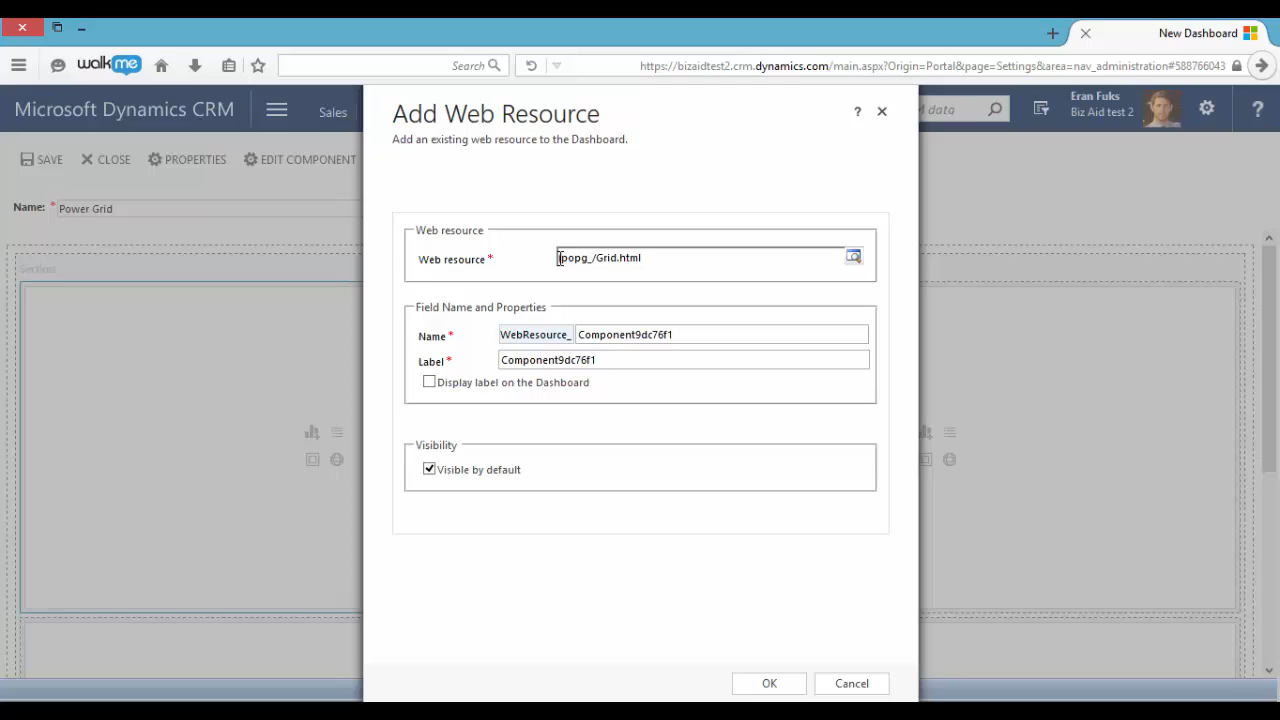 New Dashboard
walkme
Search
https://bizaidtest2.crm.dynamics.com/main.aspx?Origin=Portal&page=Settings&area=nav_administration#588766043
Microsoft Dynamics CRM
Sales
M data
Eran Fuks
Biz Aid test 2
?
Add Web Resource
?
Add an existing web resource to the Dashboard.
SAVE
CLOSE
PROPERTIES
EDIT COMPONENT
Name: *
Power Grid
Section
Web resource
Web resource *
/Grid.html
Field Name and Properties
Name *
WebResource_
Component9dc76f1
Label *
Component9dc76f1
Display label on the Dashboard
Visibility
Visible by default
OK
Cancel